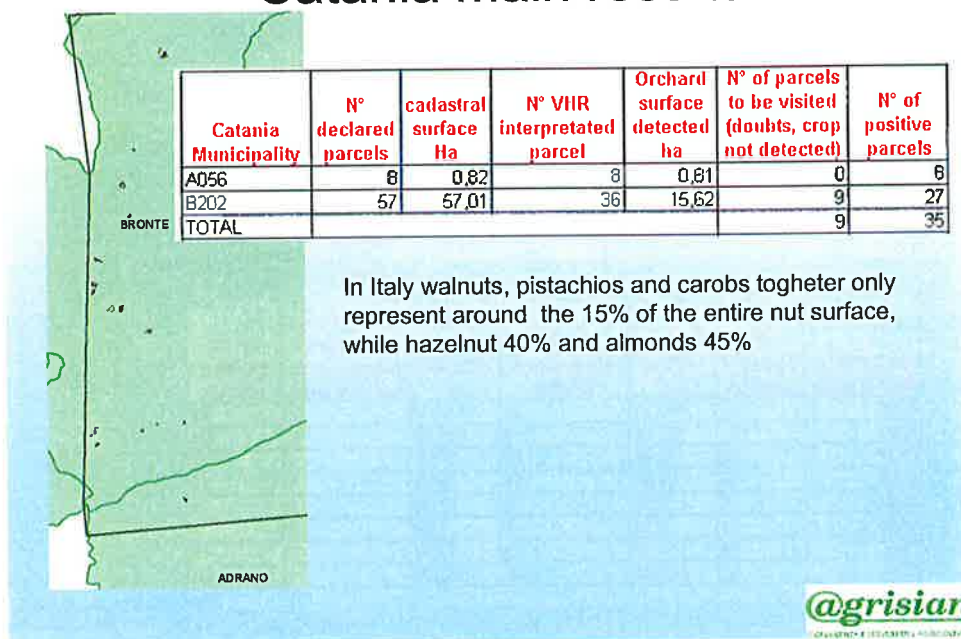 Catania main
Catania Municipality N° declared parcels cadastral surface Ha N° VHR interpretated parcel Orchard surface detected ha N° of parcels to be visited (doubts, crop not detected) N° of positive parcels
A056 8 0,82 8 0,81 0 8
B202 57 57,01 36 15,62 9 27
TOTAL 9 35
BRONTE
In Italy walnuts, pistachios and carobs togheter only
represent around the 15% of the entire nut surface,
while hazelnut 40% and almonds 45%
ADRANO
@grisian